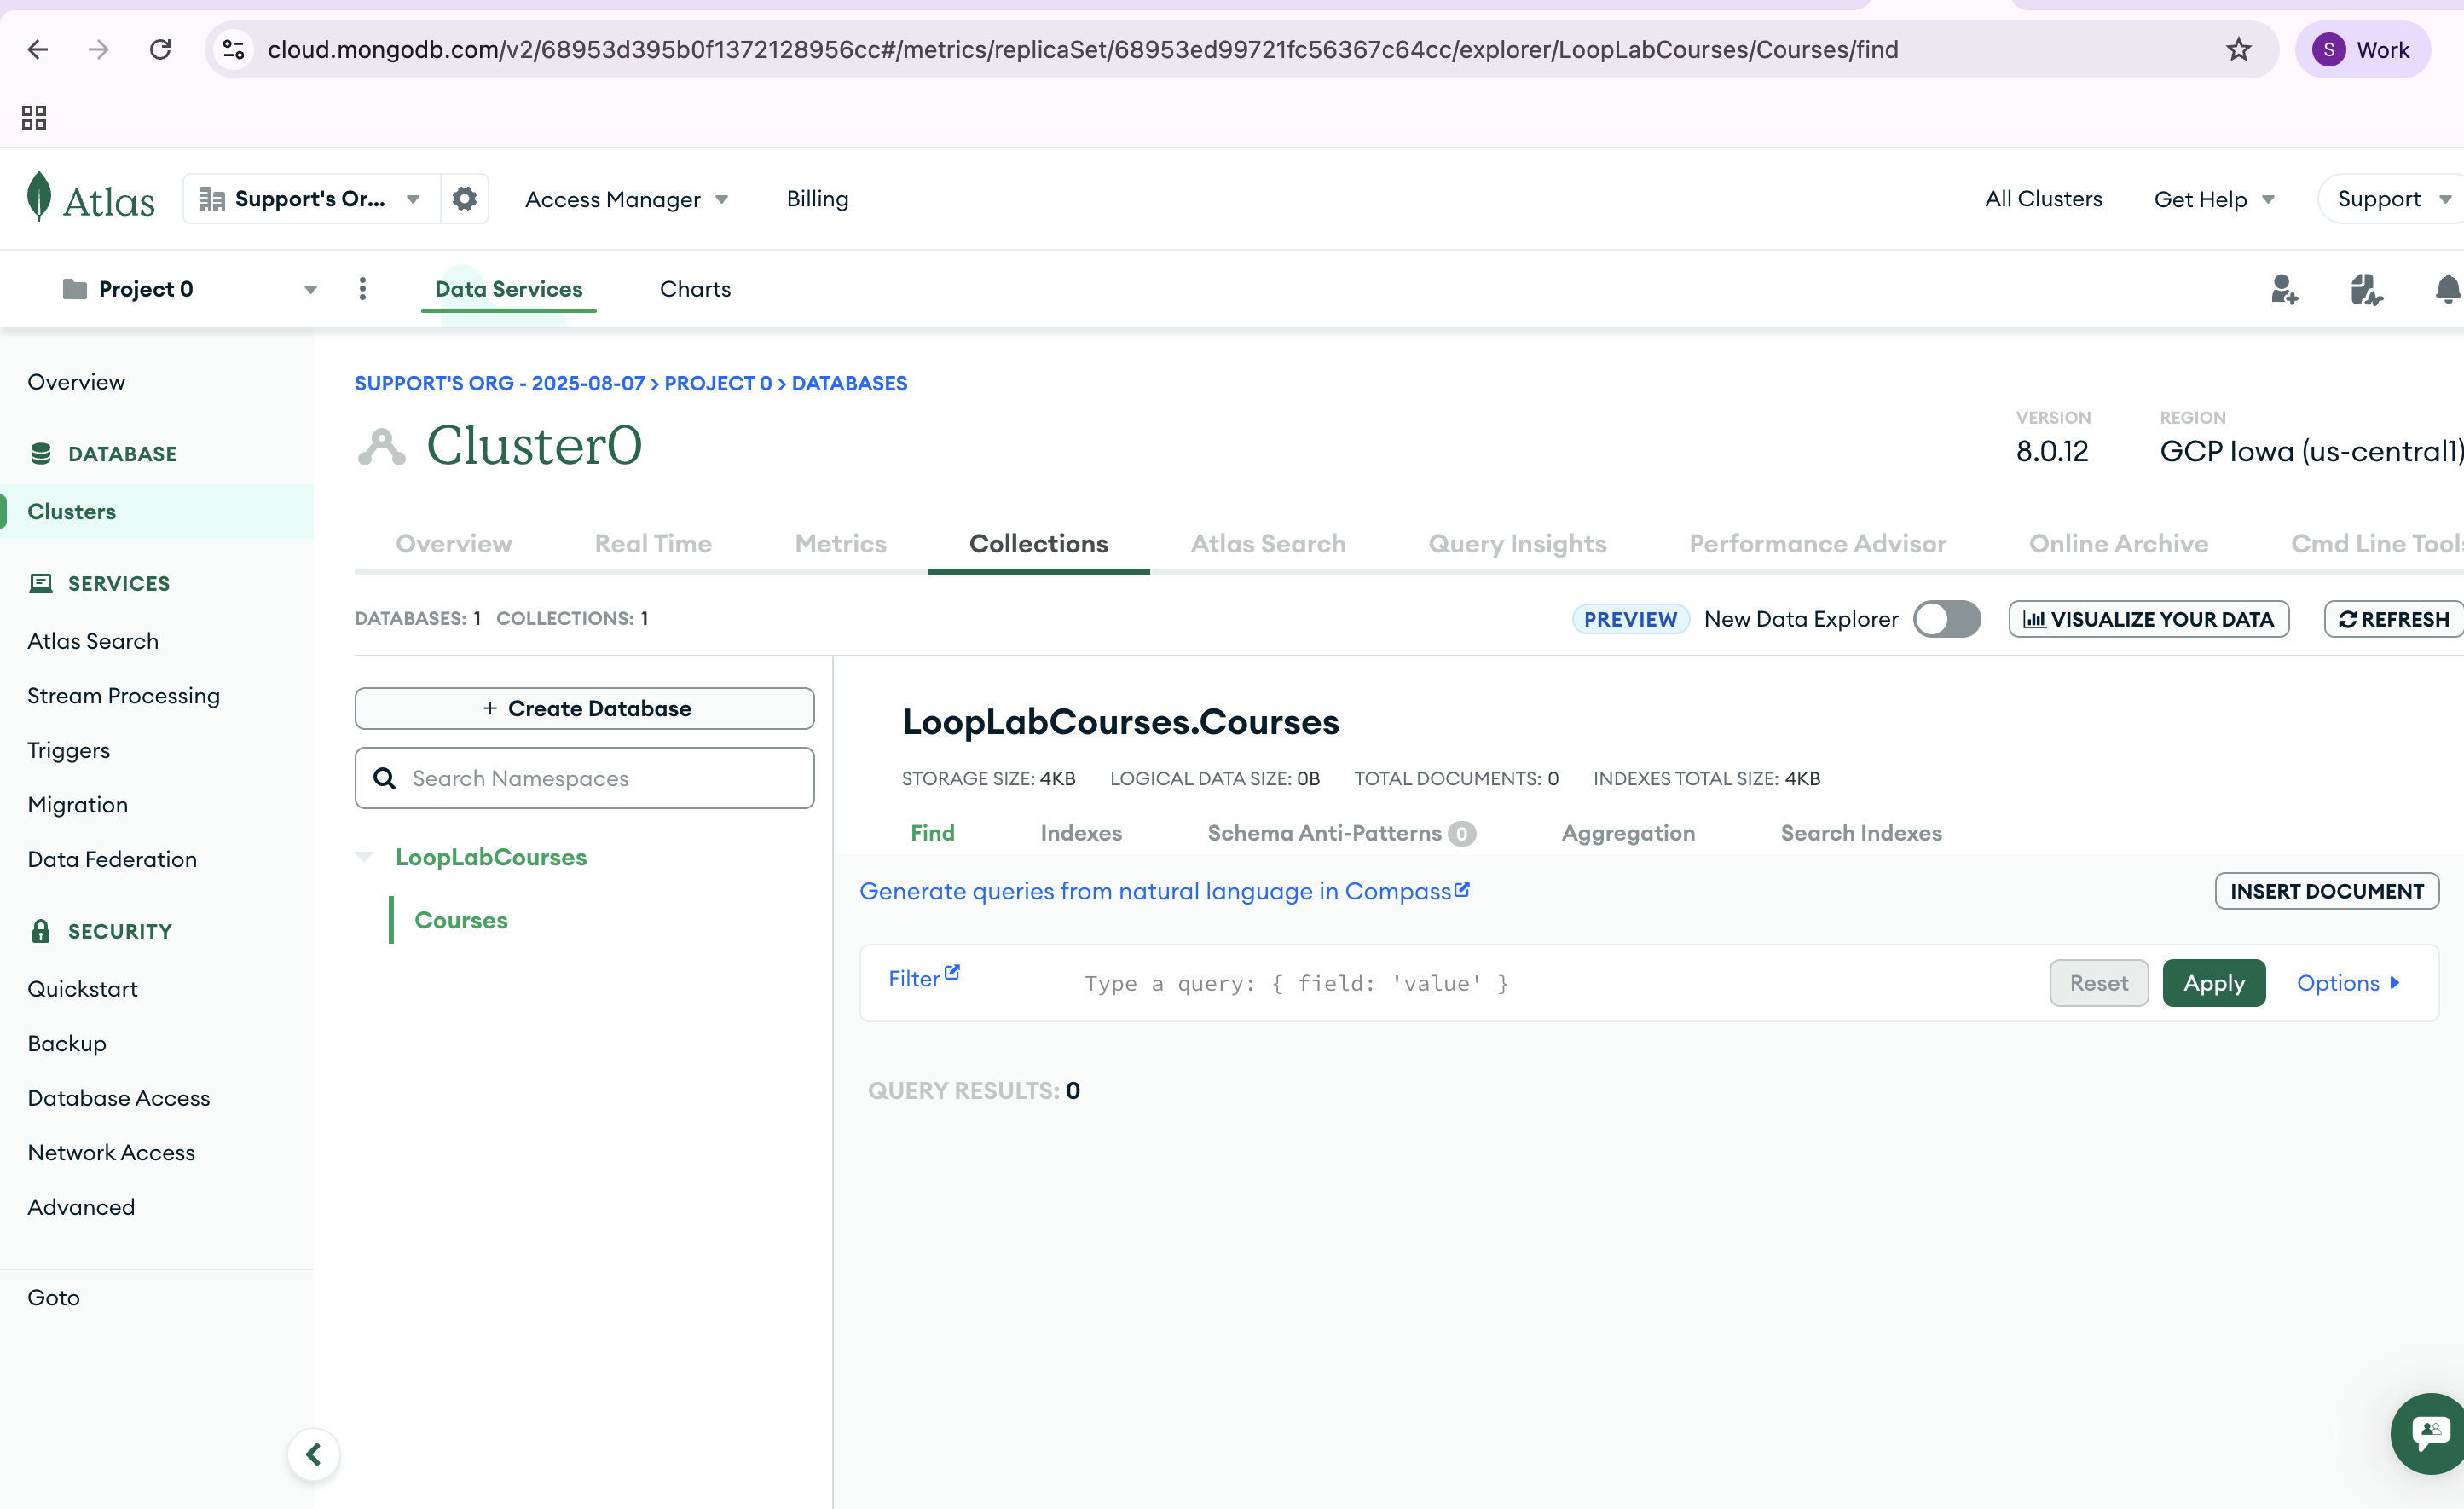 cloud.mongodb.com/v2/68953d395b0f1372128956cc#/metrics/replicaSet/68953ed99721fc56367c64cc/explorer/LoopLabCourses/Courses/find
S Work
Atlas
Support's Or...
Access Manager
Billing
All Clusters
Get Help
Support
Project 0
Data Services
Charts
Overview
DATABASE
Clusters
SERVICES
Atlas Search
Stream Processing
Triggers
Migration
Data Federation
SECURITY
Quickstart
Backup
Database Access
Network Access
Advanced
Goto
SUPPORT'S ORG - 2025-08-07 > PROJECT 0 > DATABASES
Cluster0
VERSION
8.0.12
REGION
GCP Iowa (us-central1)
Overview
Real Time
Metrics
Collections
Atlas Search
Query Insights
Performance Advisor
Online Archive
Cmd Line Tools
DATABASES: 1 COLLECTIONS: 1
PREVIEW New Data Explorer
VISUALIZE YOUR DATA
REFRESH
+ Create Database
Search Namespaces
LoopLabCourses
Courses
LoopLabCourses.Courses
STORAGE SIZE: 4KB LOGICAL DATA SIZE: 0B TOTAL DOCUMENTS: 0 INDEXES TOTAL SIZE: 4KB
Find
Indexes
Schema Anti-Patterns 0
Aggregation
Search Indexes
Generate queries from natural language in Compass
INSERT DOCUMENT
Filter
Type a query: { field: 'value' }
Reset
Apply
Options
QUERY RESULTS: 0